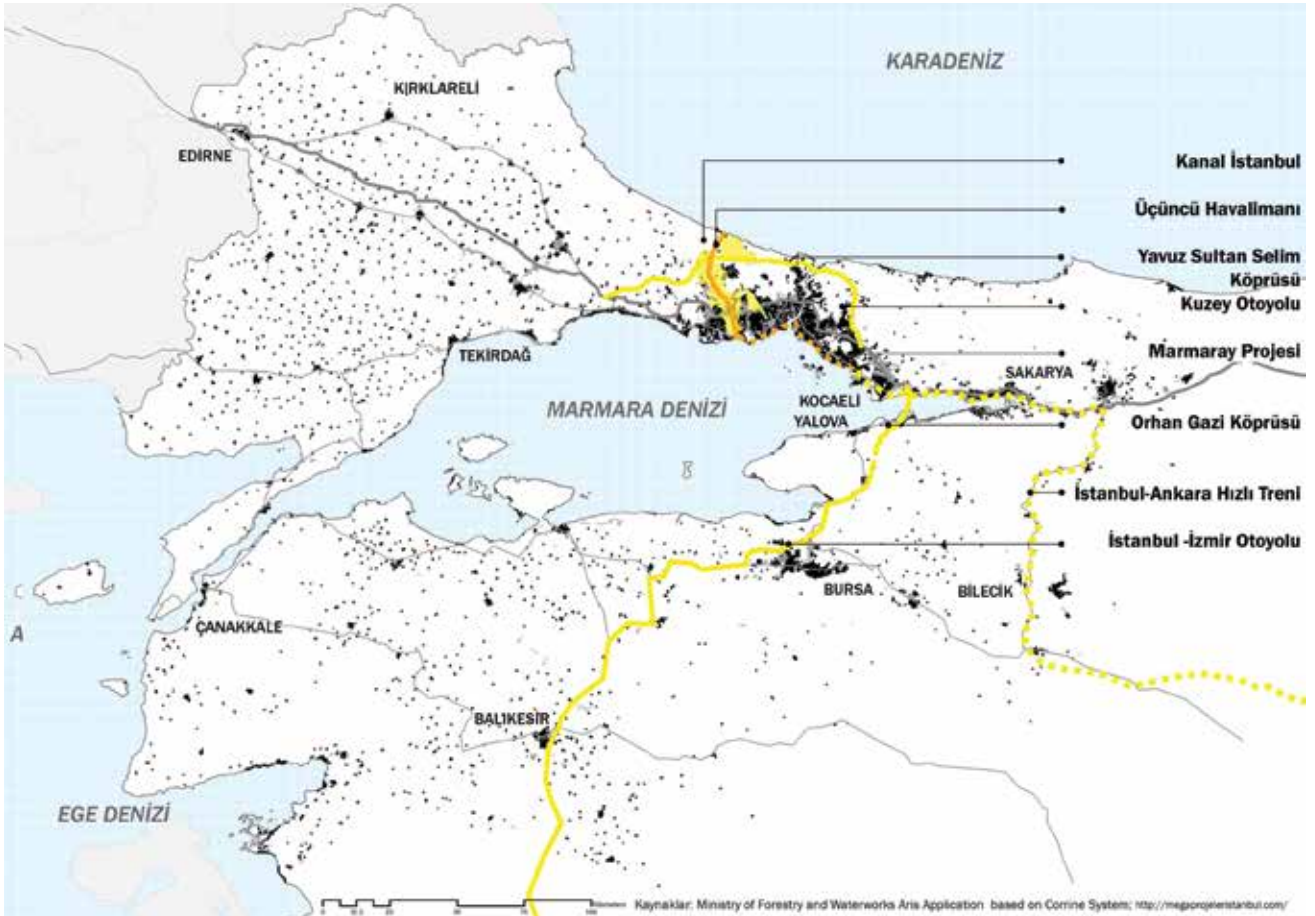 KARADENİZ
KIRKLARELİ
EDİRNE
Kanal İstanbul
Üçüncü Havalimanı
Yavuz Sultan Selim
Köprüsü
Kuzey Otoyolu
Marmaray Projesi
TEKİRDAĞ
SAKARYA
MARMARA DENİZİ
KOCAELİ
YALOVA
Orhan Gazi Köprüsü
İstanbul-Ankara Hızlı Treni
İstanbul -İzmir Otoyolu
BURSA
BİLECİK
A
ÇANAKKALE
BALIKESİR
EGE DENİZİ
Kaynaklar: Ministry of Forestry and Waterworks Aris Application based on Corrine System; http://megaprojeleristanbul.com/